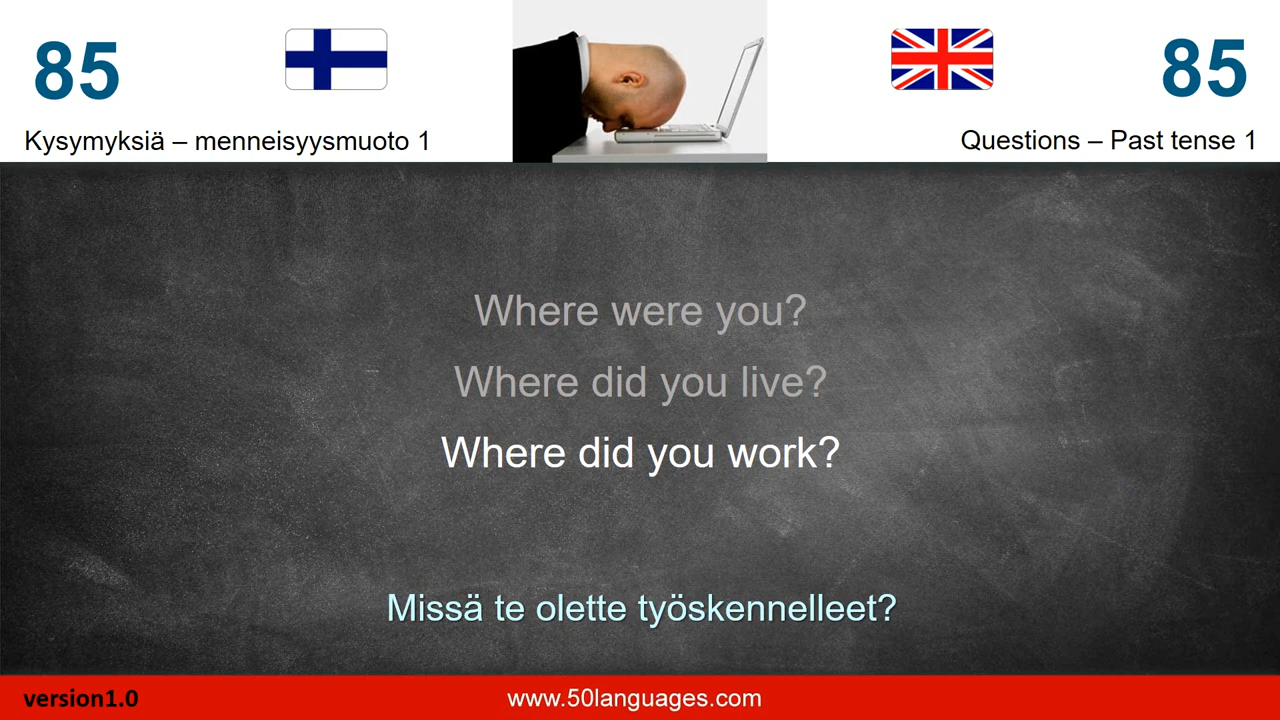 85
85
Kysymyksiä – menneisyysmuoto 1
Questions – Past tense 1
Where were you?
Where did you live?
Where did you work?
Missä te olette työskennelleet?
version1.0
www.50languages.com